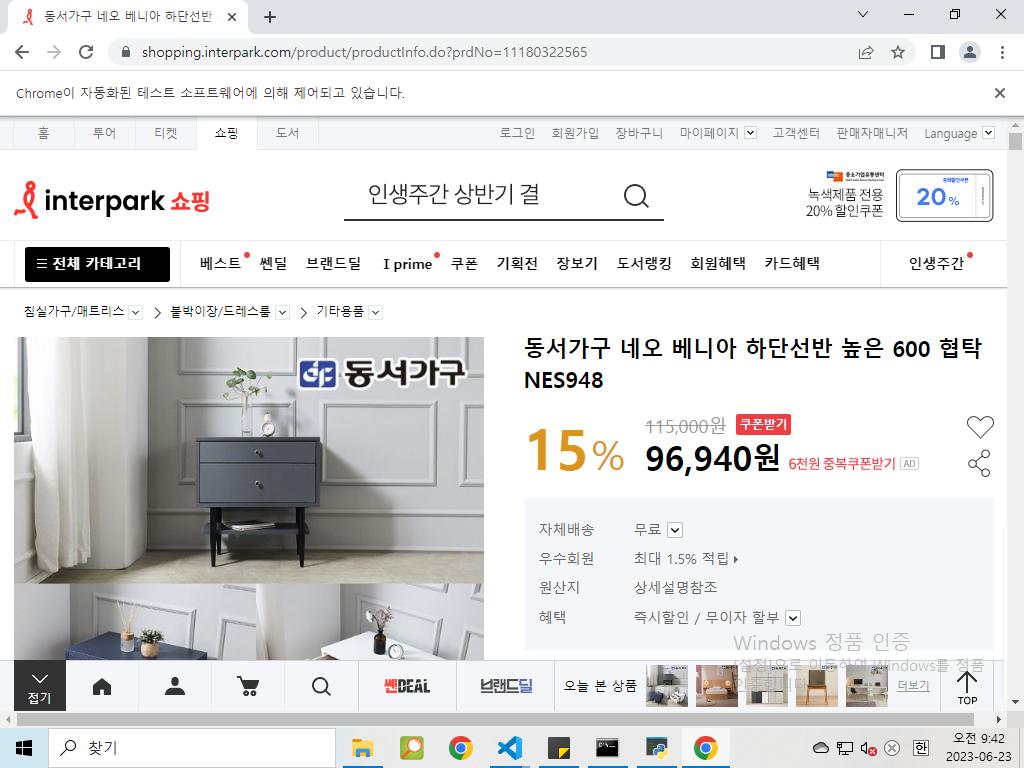 동서가구 네오 베니아 하단선반
shopping.interpark.com/product/productInfo.do?prdNo=11180322565
Chrome이 자동화된 테스트 소프트웨어에 의해 제어되고 있습니다.
홈 투어 티켓 쇼핑 도서 로그인 회원가입 장바구니 마이페이지 고객센터 판매자매니저 Language
interpark 쇼핑
인생주간 상반기 결
중소기업유통센터
녹색제품 전용
20% 할인쿠폰
중복할인쿠폰
20%
전체 카테고리 베스트 쎈딜 브랜드딜 I prime 쿠폰 기획전 장보기 도서랭킹 회원혜택 카드혜택 인생주간
침실가구/매트리스 붙박이장/드레스룸 기타용품
동서가구
동서가구 네오 베니아 하단선반 높은 600 협탁
NES948
115,000원 쿠폰받기
15% 96,940원 6천원 중복쿠폰받기 AD
자체배송 무료
우수회원 최대 1.5% 적립
원산지 상세설명참조
혜택 즉시할인 / 무이자 할부
Windows 정품 인증
[설정]으로 이동하여 Windows를 정품
인증합니다.
접기
쎈DEAL
브랜드딜
오늘 본 상품
더보기
TOP
찾기
한
오전 9:42
2023-06-23